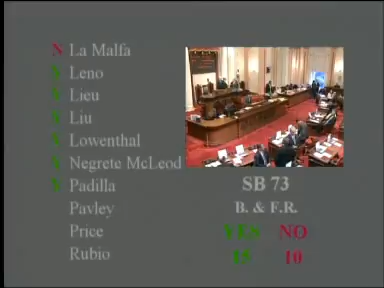 N La Malfa
Y Leno
Y Lieu
Y Liu
Y Lowenthal
Y Negrete McLeod
Y Padilla
Pavley
Price
Rubio
SB 73
B. & F.R.
YES NO
15 10